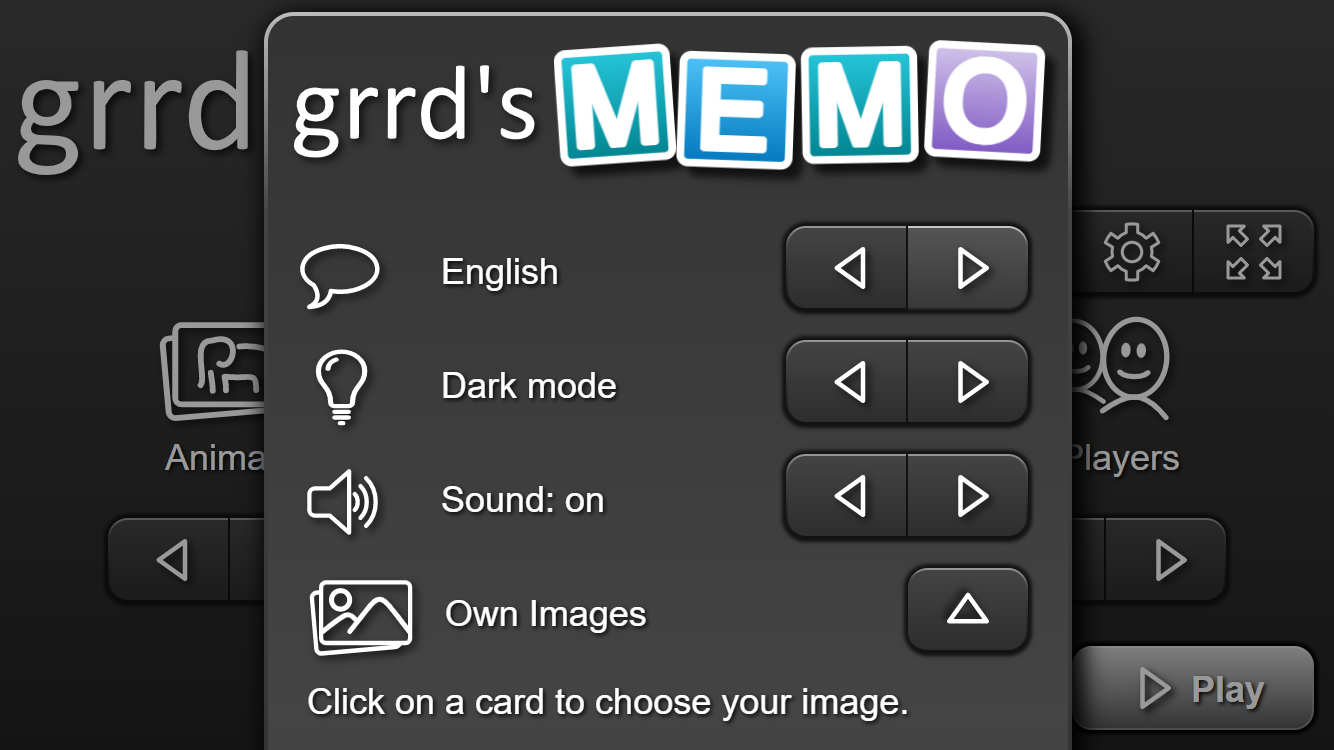 grrd
grrd's MEMO
English
Dark mode
Sound: on
Own Images
Click on a card to choose your image.
Anima
Players
Play